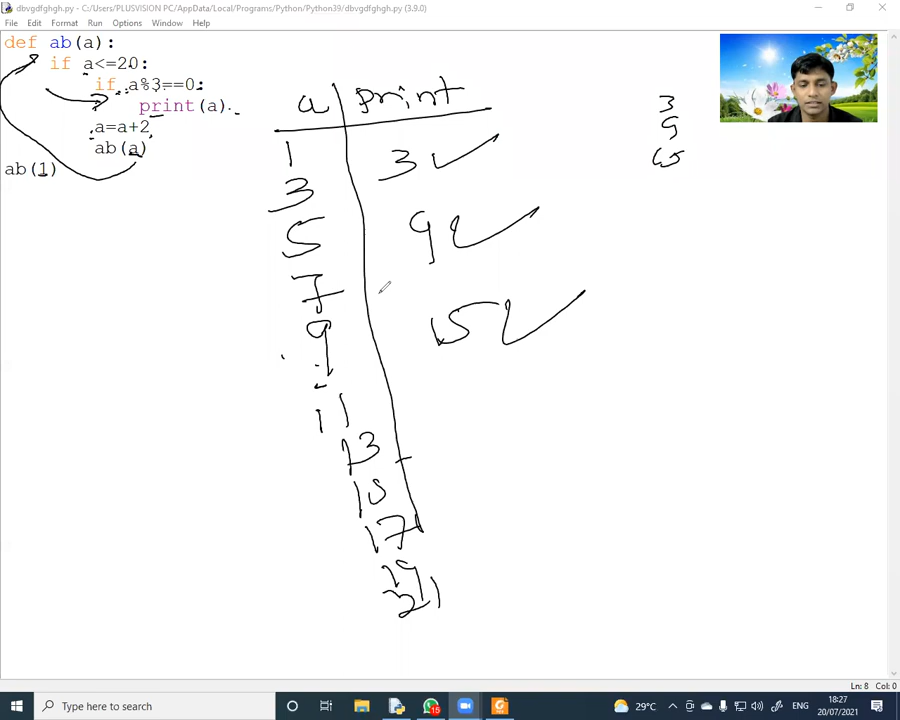 dbvgdfghgh.py - C:/Users/PLUSVISION PC/AppData/Local/Programs/Python/Python39/dbvgdfghgh.py (3.9.0)
File Edit Format Run Options Window Help
def ab(a):
if a<=20:
if a%3==0:
print(a)
a=a+2
ab(a)
ab(1)
a print
1 3
3
5 9
7
9 15
11
13
15
17
19
21
3
9
15
Ln: 8 Col: 0
Type here to search
15
29°C
ENG
18:27
20/07/2021